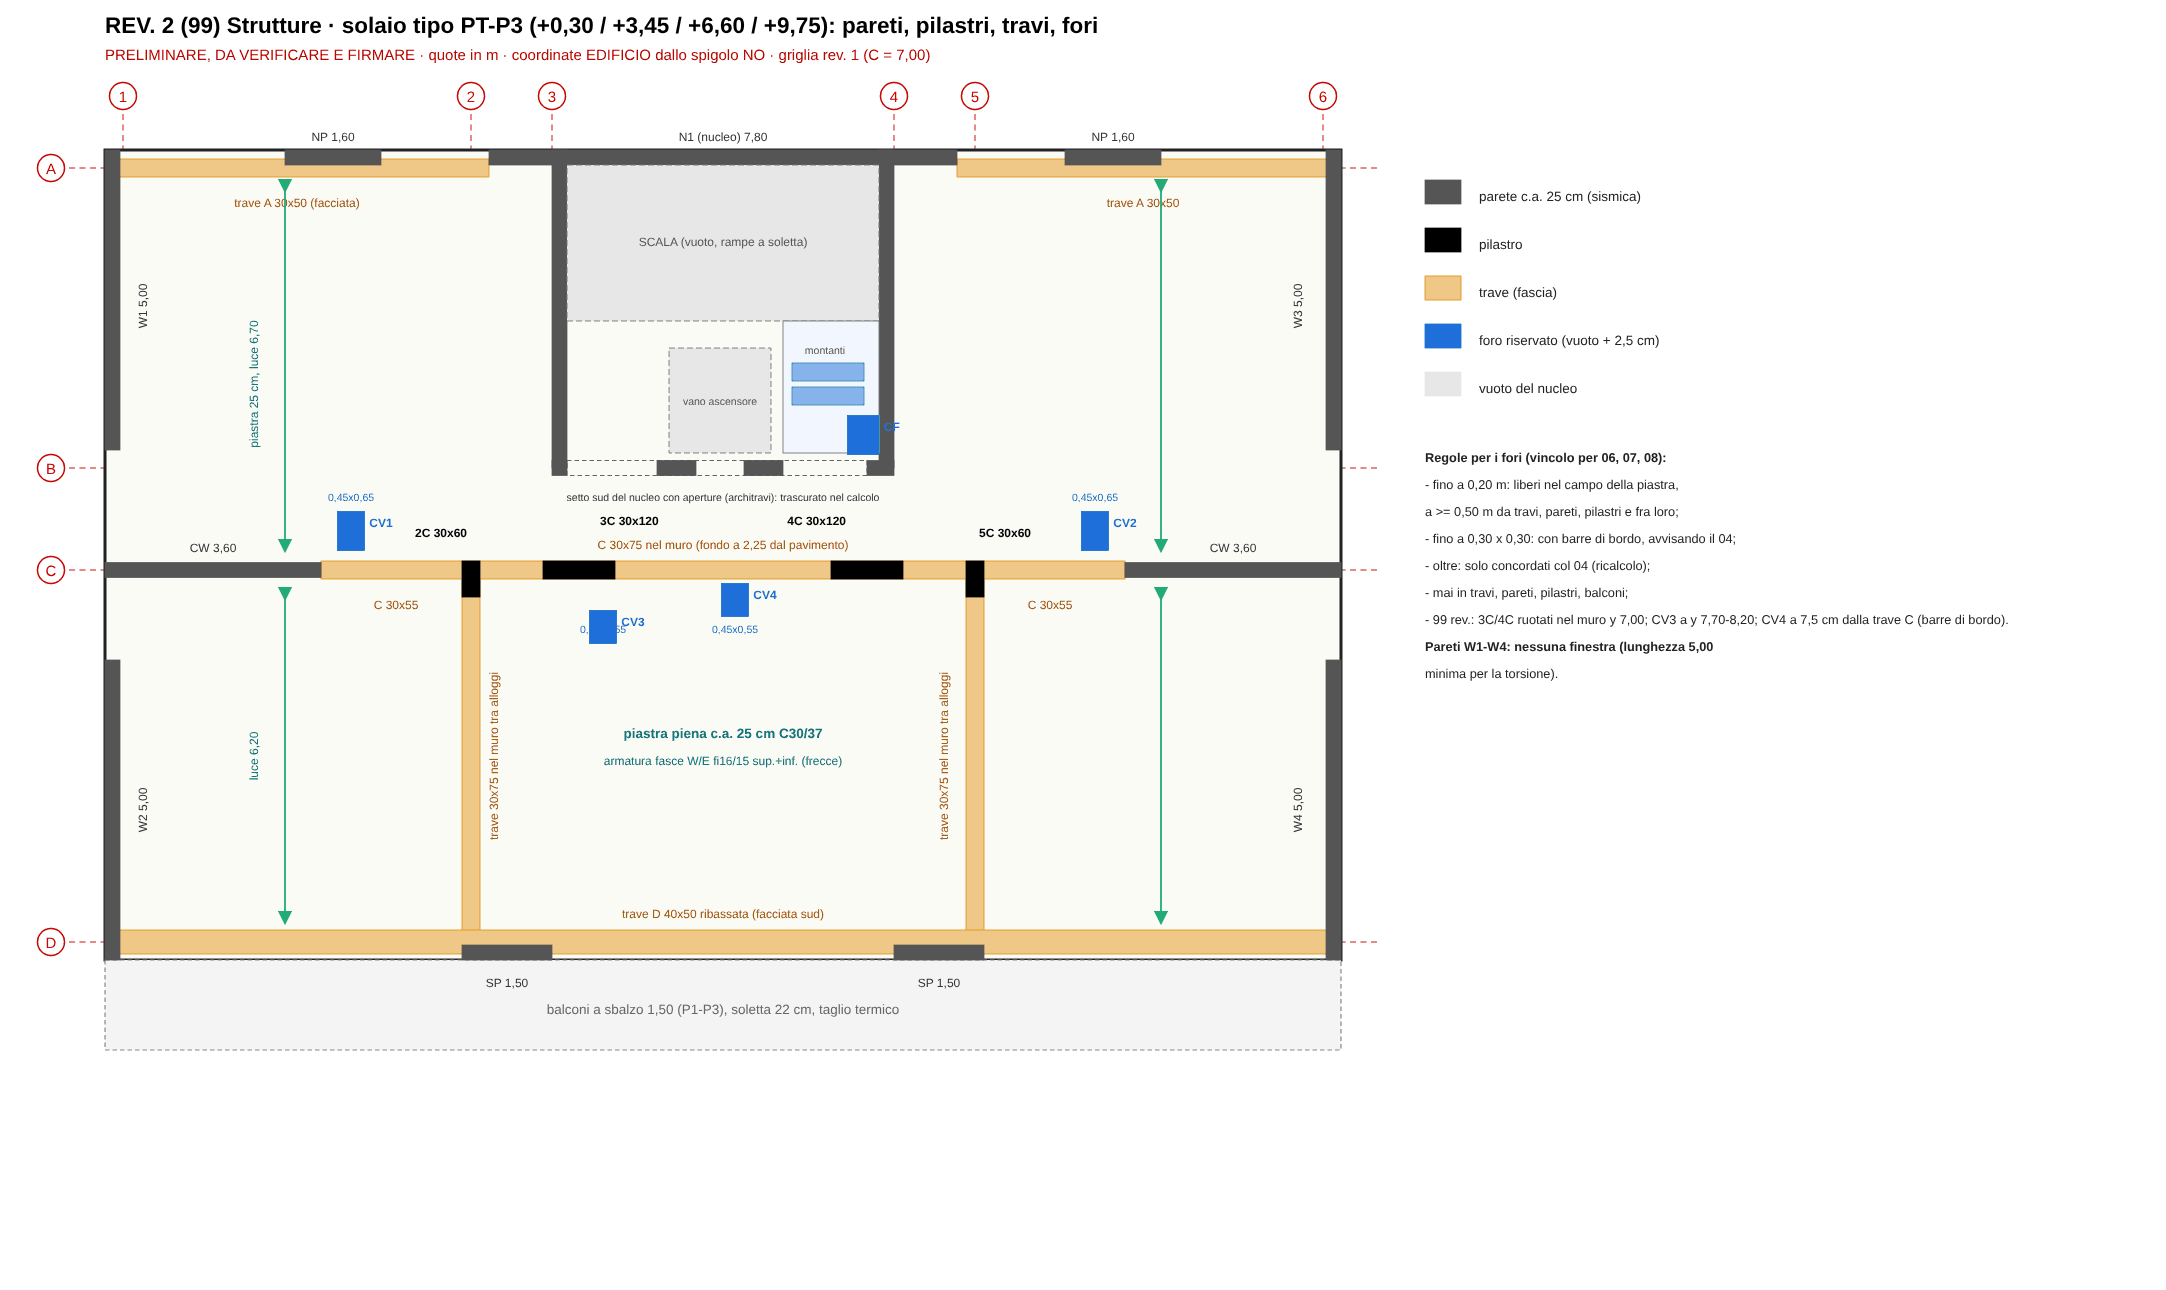 REV. 2 (99) Strutture · solaio tipo PT-P3 (+0,30 / +3,45 / +6,60 / +9,75): pareti, pilastri, travi, fori
PRELIMINARE, DA VERIFICARE E FIRMARE · quote in m · coordinate EDIFICIO dallo spigolo NO · griglia rev. 1 (C = 7,00)
1
2
3
4
5
6
NP 1,60
N1 (nucleo) 7,80
NP 1,60
A
trave A 30x50 (facciata)
trave A 30x50
SCALA (vuoto, rampe a soletta)
W1 5,00
W3 5,00
piastra 25 cm, luce 6,70
montanti
vano ascensore
CF
B
setto sud del nucleo con aperture (architravi): trascurato nel calcolo
0,45x0,65
CV1
0,45x0,65
CV2
2C 30x60
3C 30x120
4C 30x120
5C 30x60
CW 3,60
C 30x75 nel muro (fondo a 2,25 dal pavimento)
CW 3,60
C
C 30x55
C 30x55
CV4
CV3
0,45x0,55
W2 5,00
luce 6,20
trave 30x75 nel muro tra alloggi
trave 30x75 nel muro tra alloggi
W4 5,00
piastra piena c.a. 25 cm C30/37
armatura fasce W/E fi16/15 sup.+inf. (frecce)
trave D 40x50 ribassata (facciata sud)
D
SP 1,50
SP 1,50
balconi a sbalzo 1,50 (P1-P3), soletta 22 cm, taglio termico
parete c.a. 25 cm (sismica)
pilastro
trave (fascia)
foro riservato (vuoto + 2,5 cm)
vuoto del nucleo
Regole per i fori (vincolo per 06, 07, 08):
- fino a 0,20 m: liberi nel campo della piastra,
a >= 0,50 m da travi, pareti, pilastri e fra loro;
- fino a 0,30 x 0,30: con barre di bordo, avvisando il 04;
- oltre: solo concordati col 04 (ricalcolo);
- mai in travi, pareti, pilastri, balconi;
- 99 rev.: 3C/4C ruotati nel muro y 7,00; CV3 a y 7,70-8,20; CV4 a 7,5 cm dalla trave C (barre di bordo).
Pareti W1-W4: nessuna finestra (lunghezza 5,00
minima per la torsione).